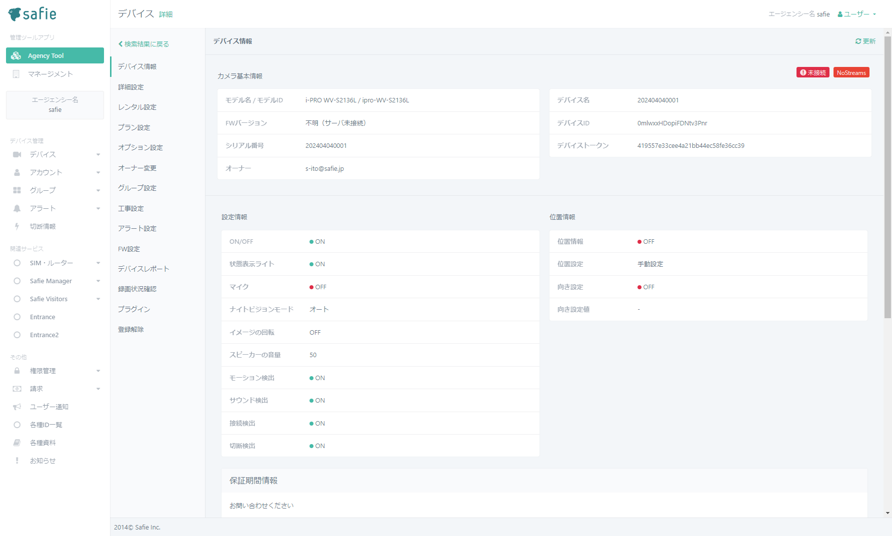 safie
デバイス 詳細
エージェンシー名 safie
ユーザー
管理ツールアプリ
Agency Tool
マネージメント
エージェンシー名
safie
デバイス管理
デバイス
アカウント
グループ
アラート
切断情報
関連サービス
SIM・ルーター
Safie Manager
Safie Visitors
Entrance
Entrance2
その他
権限管理
請求
ユーザー通知
各種ID一覧
各種資料
お知らせ
検索結果に戻る
デバイス情報
詳細設定
レンタル設定
プラン設定
オプション設定
オーナー変更
グループ設定
工事設定
アラート設定
FW設定
デバイスレポート
録画状況確認
プラグイン
登録解除
デバイス情報
更新
カメラ基本情報
未接続 NoStreams
モデル名 / モデルID i-PRO WV-S2136L / ipro-WV-S2136L
FWバージョン 不明（サーバ未接続）
シリアル番号 202404040001
オーナー s-ito@safie.jp
デバイス名 202404040001
デバイスID 0mlwxxHDopiFDNtv3Pnr
デバイストークン 419557e33cee4a21bb44ec58fe36cc39
設定情報
ON/OFF ON
状態表示ライト ON
マイク OFF
ナイトビジョンモード オート
イメージの回転 OFF
スピーカーの音量 50
モーション検出 ON
サウンド検出 ON
接続検出 ON
切断検出 ON
位置情報
位置情報 OFF
位置設定 手動設定
向き設定 OFF
向き設定値 -
保証期間情報
お問い合わせください
2014© Safie Inc.